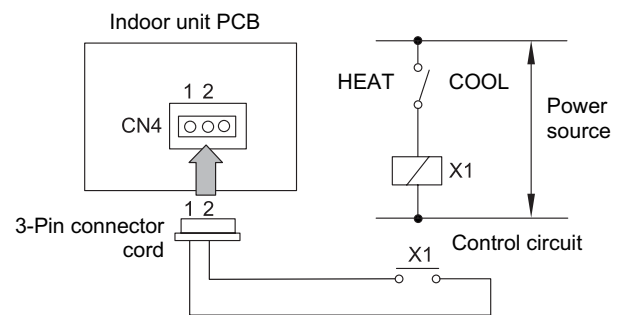 Indoor unit PCB
1 2
CN4
1 2
3-Pin connector
cord
HEAT
COOL
Power
source
X1
Control circuit
X1